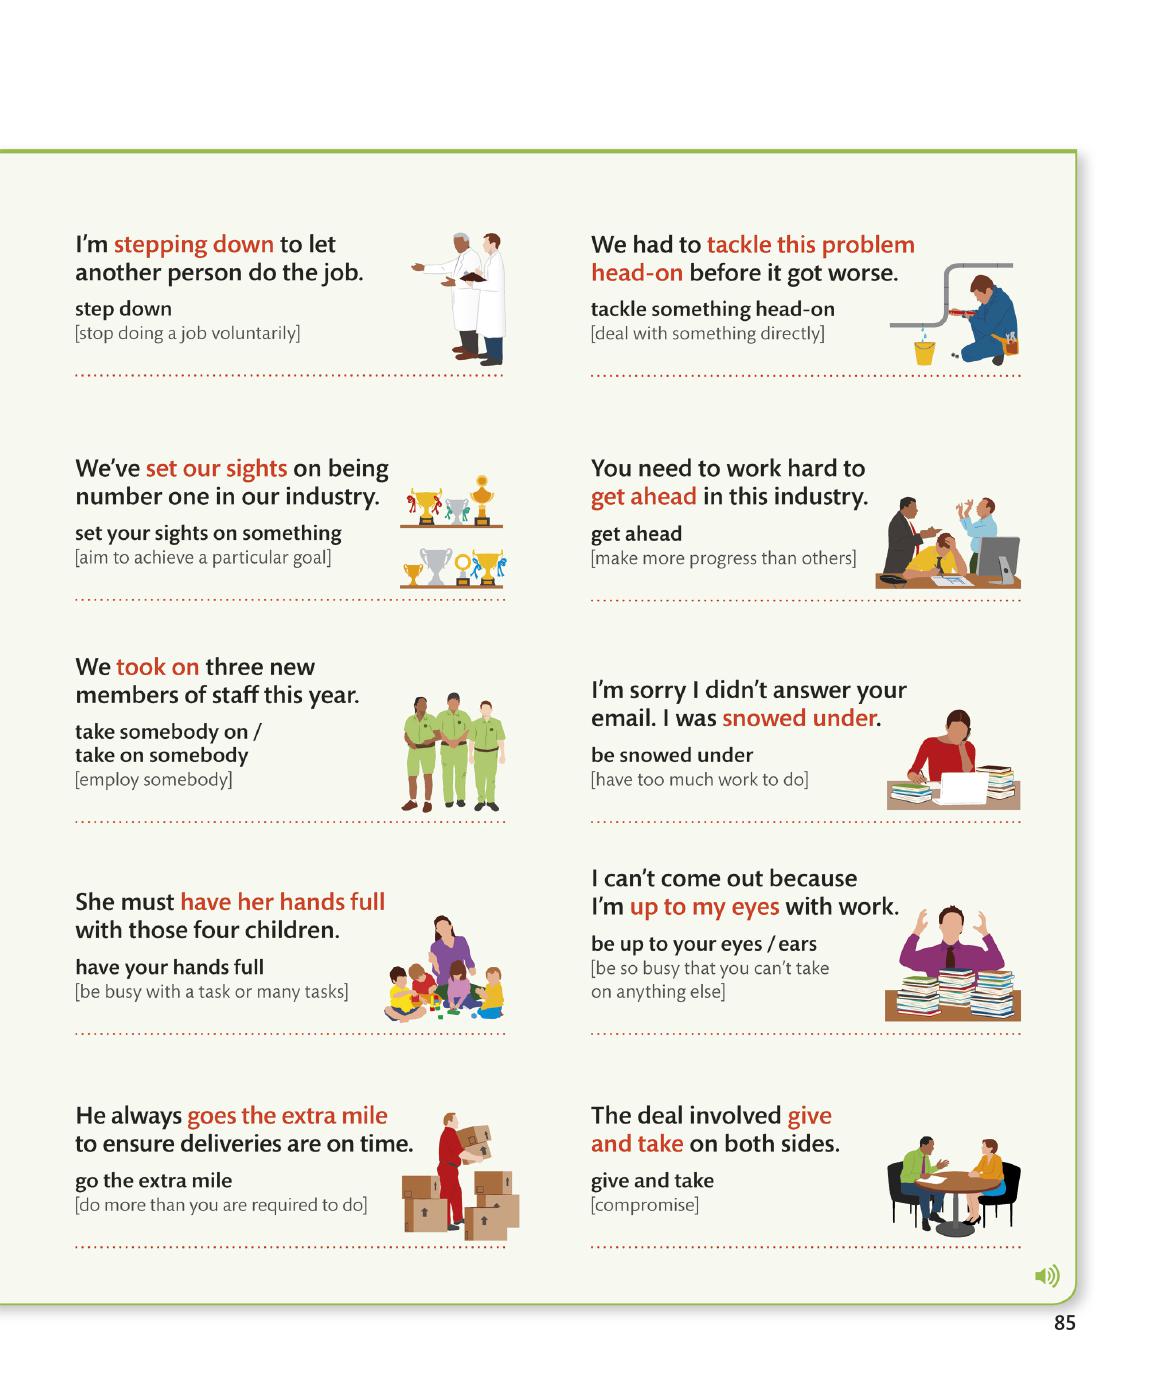 I'm stepping down to let
another person do the job.
step down
[stop doing a job voluntarily]
We had to tackle this problem
head-on before it got worse.
tackle something head-on
[deal with something directly]
We've set our sights on being
number one in our industry.
set your sights on something
[aim to achieve a particular goal]
You need to work hard to
get ahead in this industry.
get ahead
[make more progress than others]
We took on three new
members of staff this year.
take somebody on /
take on somebody
[employ somebody]
I'm sorry I didn't answer your
email. I was snowed under.
be snowed under
[have too much work to do]
She must have her hands full
with those four children.
have your hands full
[be busy with a task or many tasks]
I can't come out because
I'm up to my eyes with work.
be up to your eyes / ears
[be so busy that you can't take
on anything else]
He always goes the extra mile
to ensure deliveries are on time.
go the extra mile
[do more than you are required to do]
The deal involved give
and take on both sides.
give and take
[compromise]
85